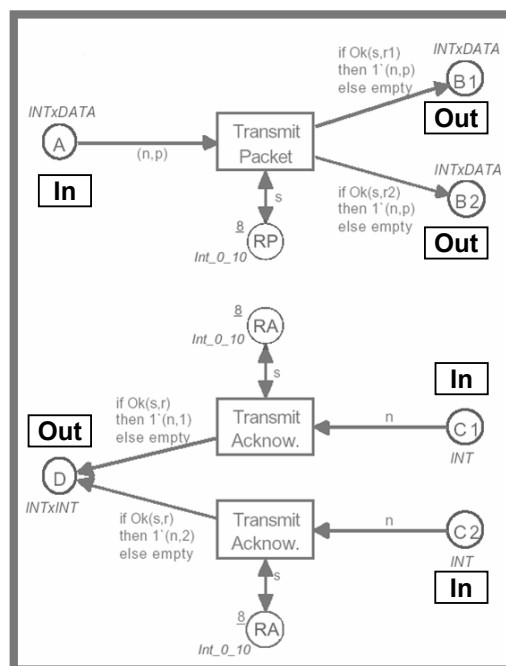 if Ok(s,r1)
then 1`(n,p)
else empty
INTxDATA
B1
Out
INTxDATA
A
(n,p)
In
Transmit
Packet
INTxDATA
B2
if Ok(s,r2)
then 1`(n,p)
else empty
Out
s
8
RP
Int_0_10
8
RA
Int_0_10
s
In
if Ok(s,r)
then 1`(n,1)
else empty
Out
Transmit
Acknow.
n
C1
INT
D
INTxINT
if Ok(s,r)
then 1`(n,2)
else empty
Transmit
Acknow.
n
C2
INT
In
s
8
RA
Int_0_10